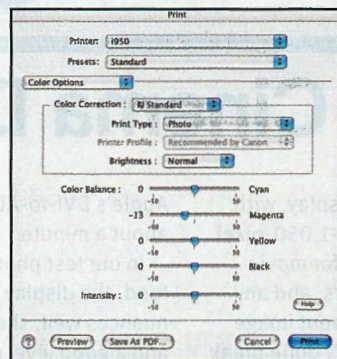 Print
Printer: i950
Presets: Standard
Color Options
Color Correction: BJ Standard
Print Type: Photo
Printer Profile: Recommended by Canon
Brightness: Normal
Color Balance: 0 Cyan
-50 50
-13 Magenta
-50 50
0 Yellow
-50 50
0 Black
-50 50
Intensity: 0
-50 50
Help
? Preview Save As PDF... Cancel Print